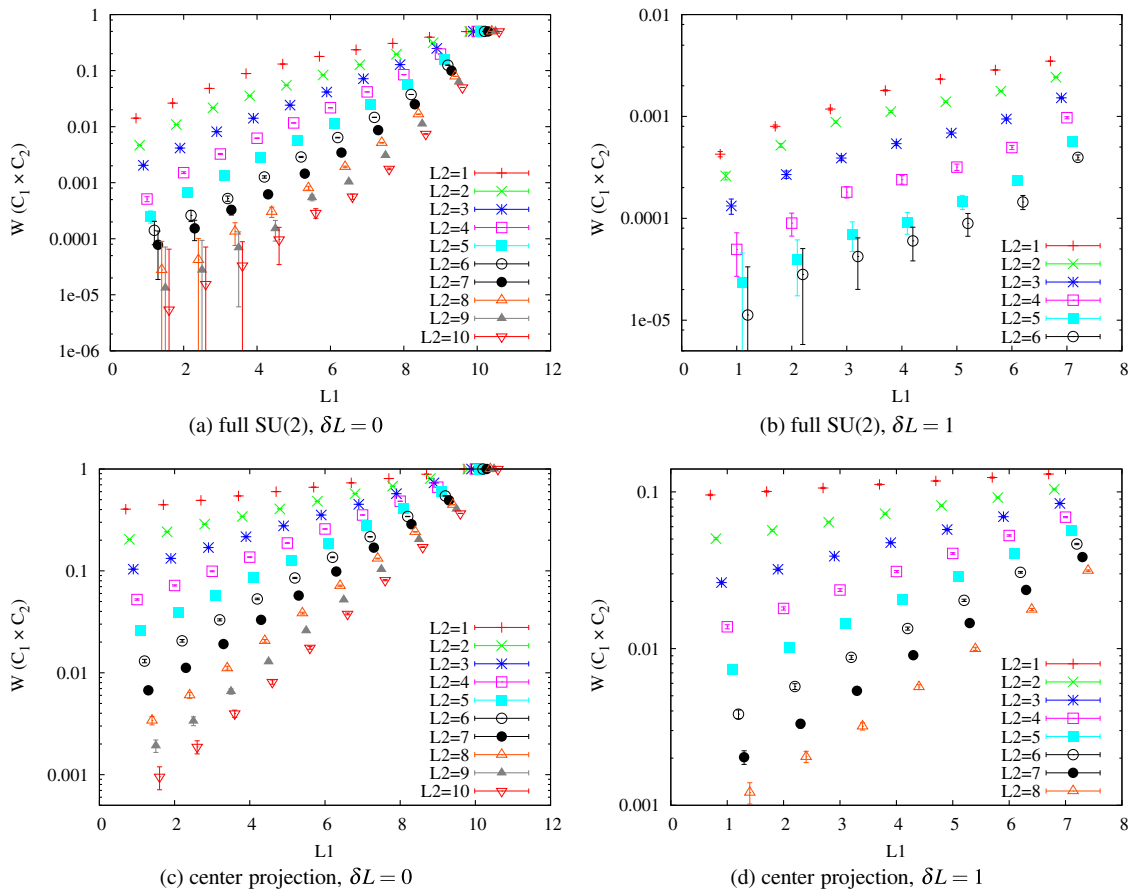 W (C1 × C2)
1
0.1
0.01
0.001
0.0001
1e-05
1e-06
0 2 4 6 8 10 12
L1
L2=1
L2=2
L2=3
L2=4
L2=5
L2=6
L2=7
L2=8
L2=9
L2=10
(a) full SU(2), δL = 0
W (C1 × C2)
0.01
0.001
0.0001
1e-05
0 1 2 3 4 5 6 7 8
L1
L2=1
L2=2
L2=3
L2=4
L2=5
L2=6
(b) full SU(2), δL = 1
W (C1 × C2)
1
0.1
0.01
0.001
0 2 4 6 8 10 12
L1
L2=1
L2=2
L2=3
L2=4
L2=5
L2=6
L2=7
L2=8
L2=9
L2=10
(c) center projection, δL = 0
W (C1 × C2)
0.1
0.01
0.001
0 1 2 3 4 5 6 7 8
L1
L2=1
L2=2
L2=3
L2=4
L2=5
L2=6
L2=7
L2=8
(d) center projection, δL = 1